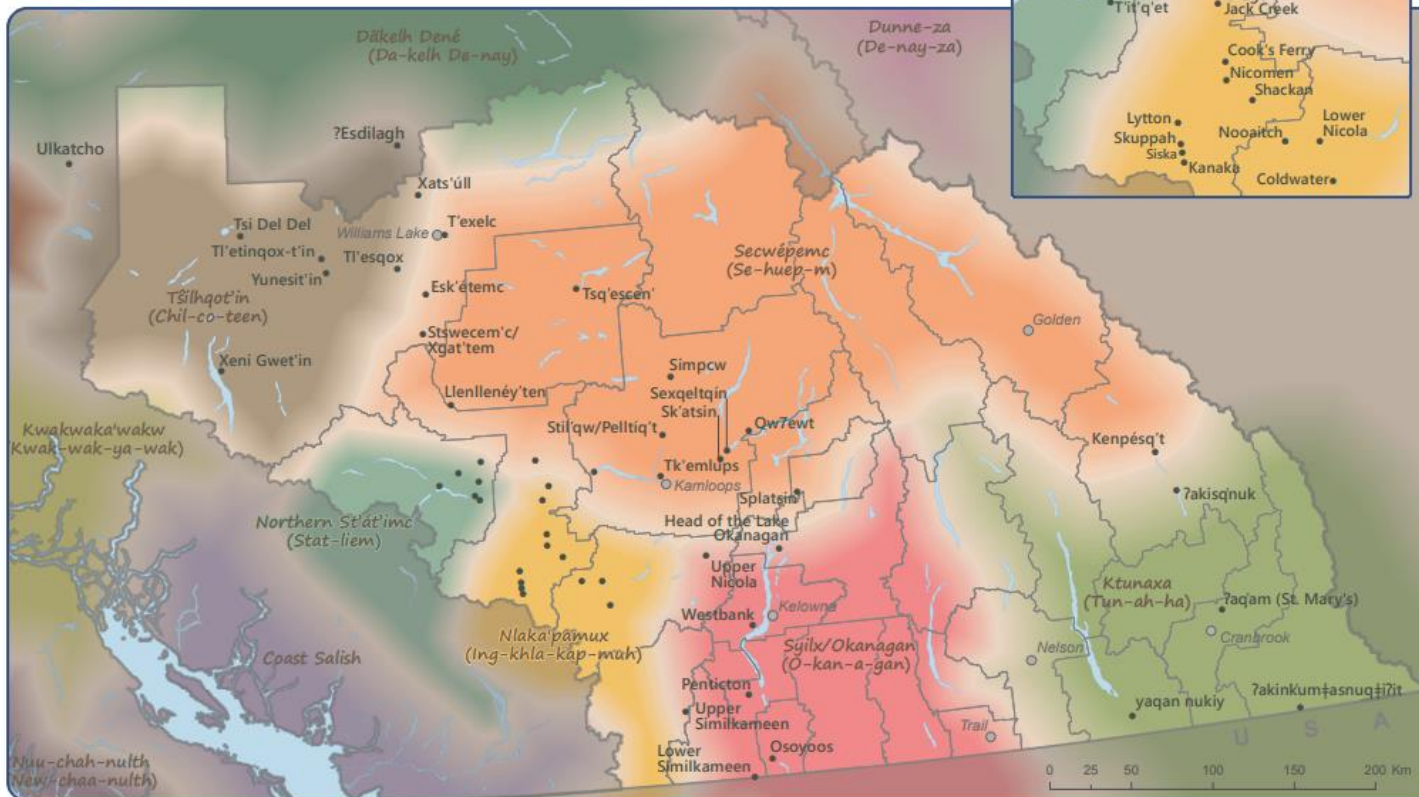 Dãkelh Dené
(Da-kelh De-nay)
Dunne-za
(De-nay-za)
T'it'q'et
Jack Creek
Cook's Ferry
Nicomen
Shackan
Lytton
Skuppah
Siska
Kanaka
Nooaitch
Lower
Nicola
Coldwater
Ulkatcho
?Esdilagh
Xats'úll
Tsi Del Del
Williams Lake
T'exelc
Tl'etinqox-t'in
Tl'esqox
Yunesit'in
Secwépemc
(Se-huep-m)
Tŝilhqot'in
(Chil-co-teen)
Esk'étemc
Tsq'escen'
Stswecem'c/
Xgat'tem
Golden
Xeni Gwet'in
Simpcw
Llenllenéy'ten
Sexqeltqín
Sk'atsin
Stil'qw/Pelltiq't
Qw7ewt
Kwakwaka'wakw
(Kwak-wak-ya-wak)
Kenpésq't
Tk'emlups
Kamloops
Splatsin
?akisq'nuk
Northern St'át'imc
(Stat-liem)
Head of the Lake
Okanagan
Upper
Nicola
Ktunaxa
(Tun-ah-ha)
?aq'am (St. Mary's)
Westbank
Kelowna
Cranbrook
Nlaka'pamux
(Ing-khla-kap-muh)
Coast Salish
Syilx/Okanagan
(O-kan-a-gan)
Nelson
Penticton
Upper
Similkameen
yaqan nukiy
?akink'um‡asnuq‡i?it
Trail
Osoyoos
Lower
Similkameen
U S A
Nuu-chah-nulth
New-chaa-nulth)
0 25 50 100 150 200 Km